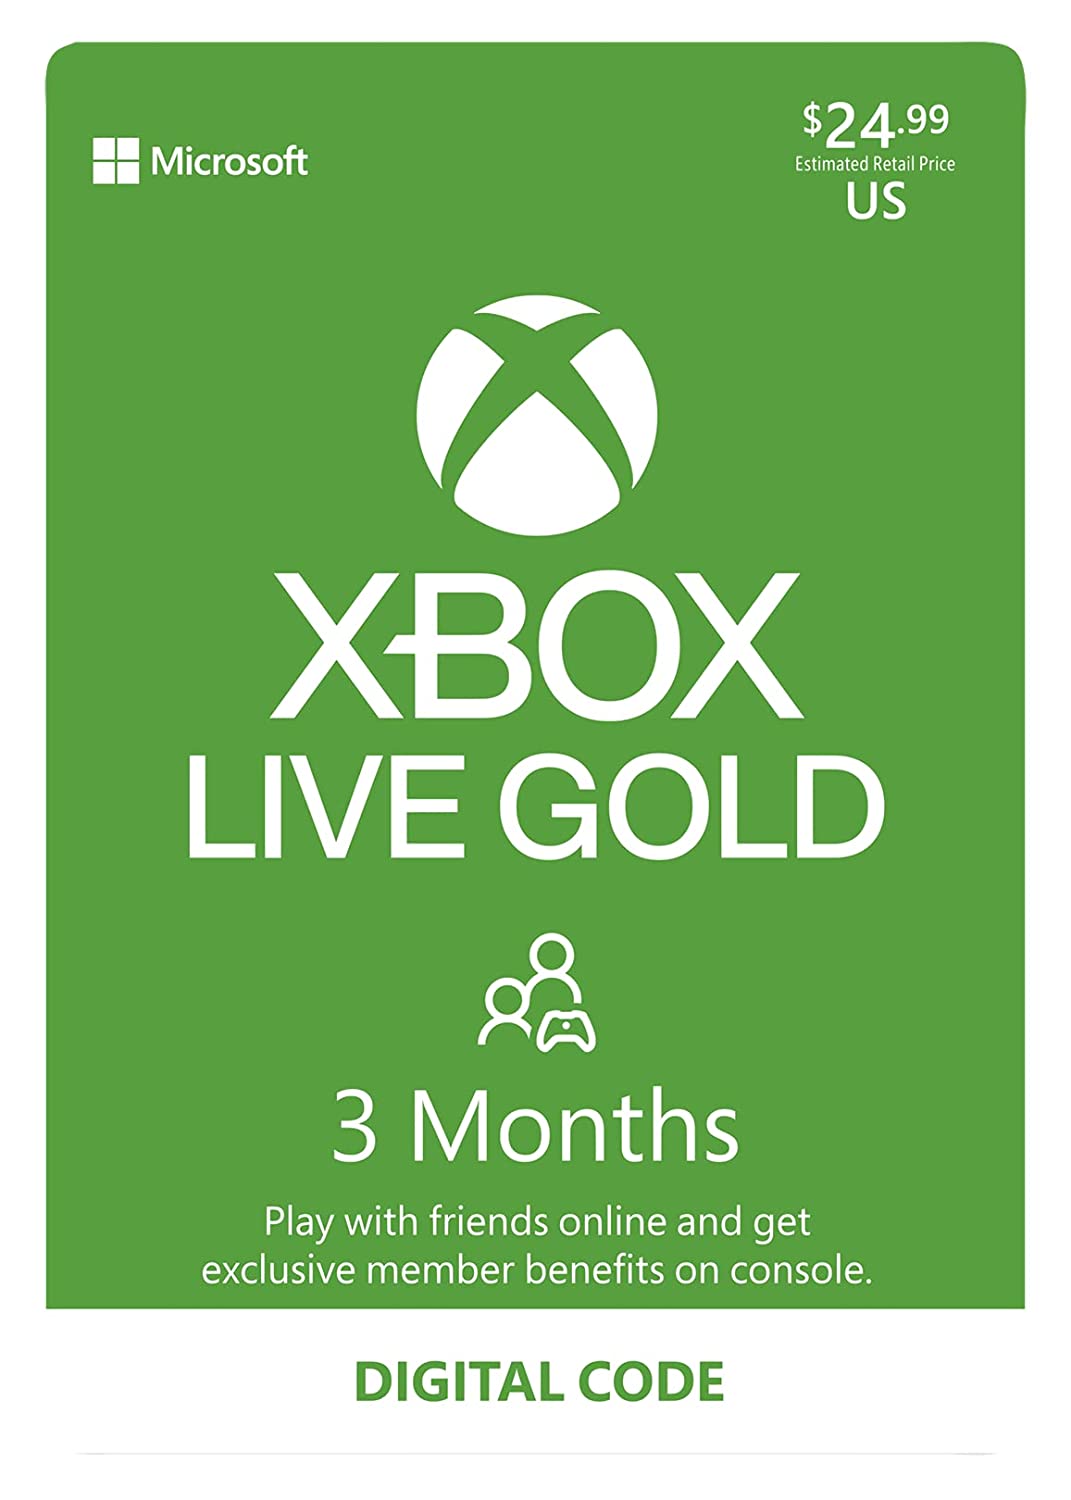 Microsoft
$24.99
Estimated Retail Price
US
XBOX
LIVE GOLD
3 Months
Play with friends online and get
exclusive member benefits on console.
DIGITAL CODE